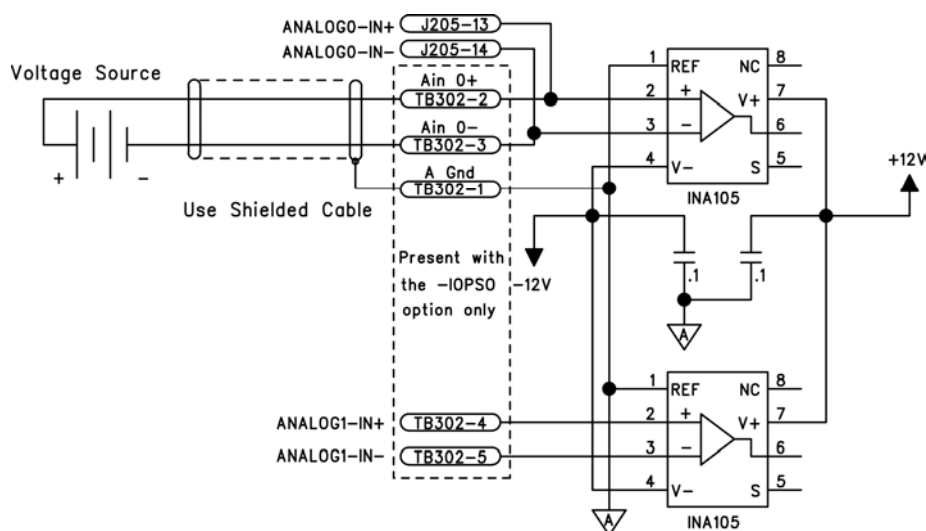 ANALOG0-IN+ J205-13
ANALOG0-IN- J205-14
Voltage Source
Ain 0+
TB302-2
Ain 0-
TB302-3
A Gnd
TB302-1
+ -
Use Shielded Cable
Present with
the -IOPSO
option only
-12V
+12V
1 REF NC 8
2 + V+ 7
3 - 6
4 V- S 5
INA105
.1 .1
A
1 REF NC 8
ANALOG1-IN+ TB302-4 2 + V+ 7
ANALOG1-IN- TB302-5 3 - 6
4 V- S 5
A INA105